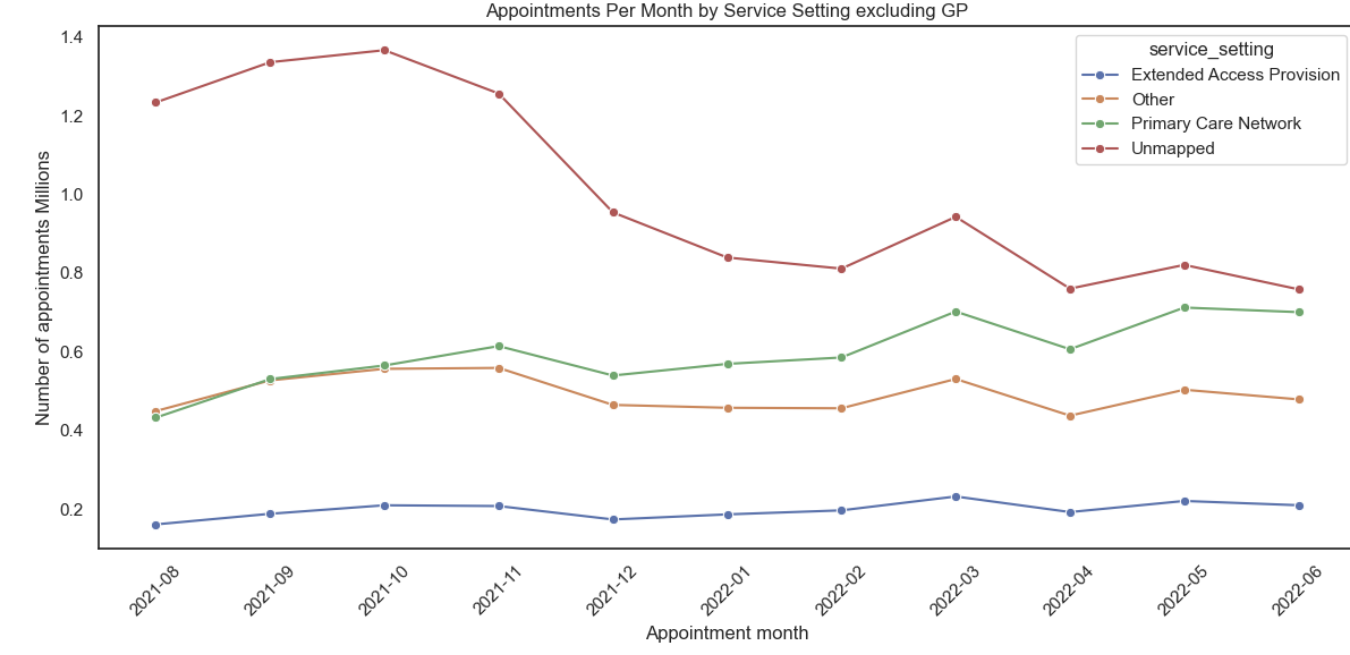 Appointments Per Month by Service Setting excluding GP
Number of appointments Millions
1.4
1.2
1.0
0.8
0.6
0.4
0.2
service_setting
Extended Access Provision
Other
Primary Care Network
Unmapped
2021-08
2021-09
2021-10
2021-11
2021-12
2022-01
2022-02
2022-03
2022-04
2022-05
2022-06
Appointment month